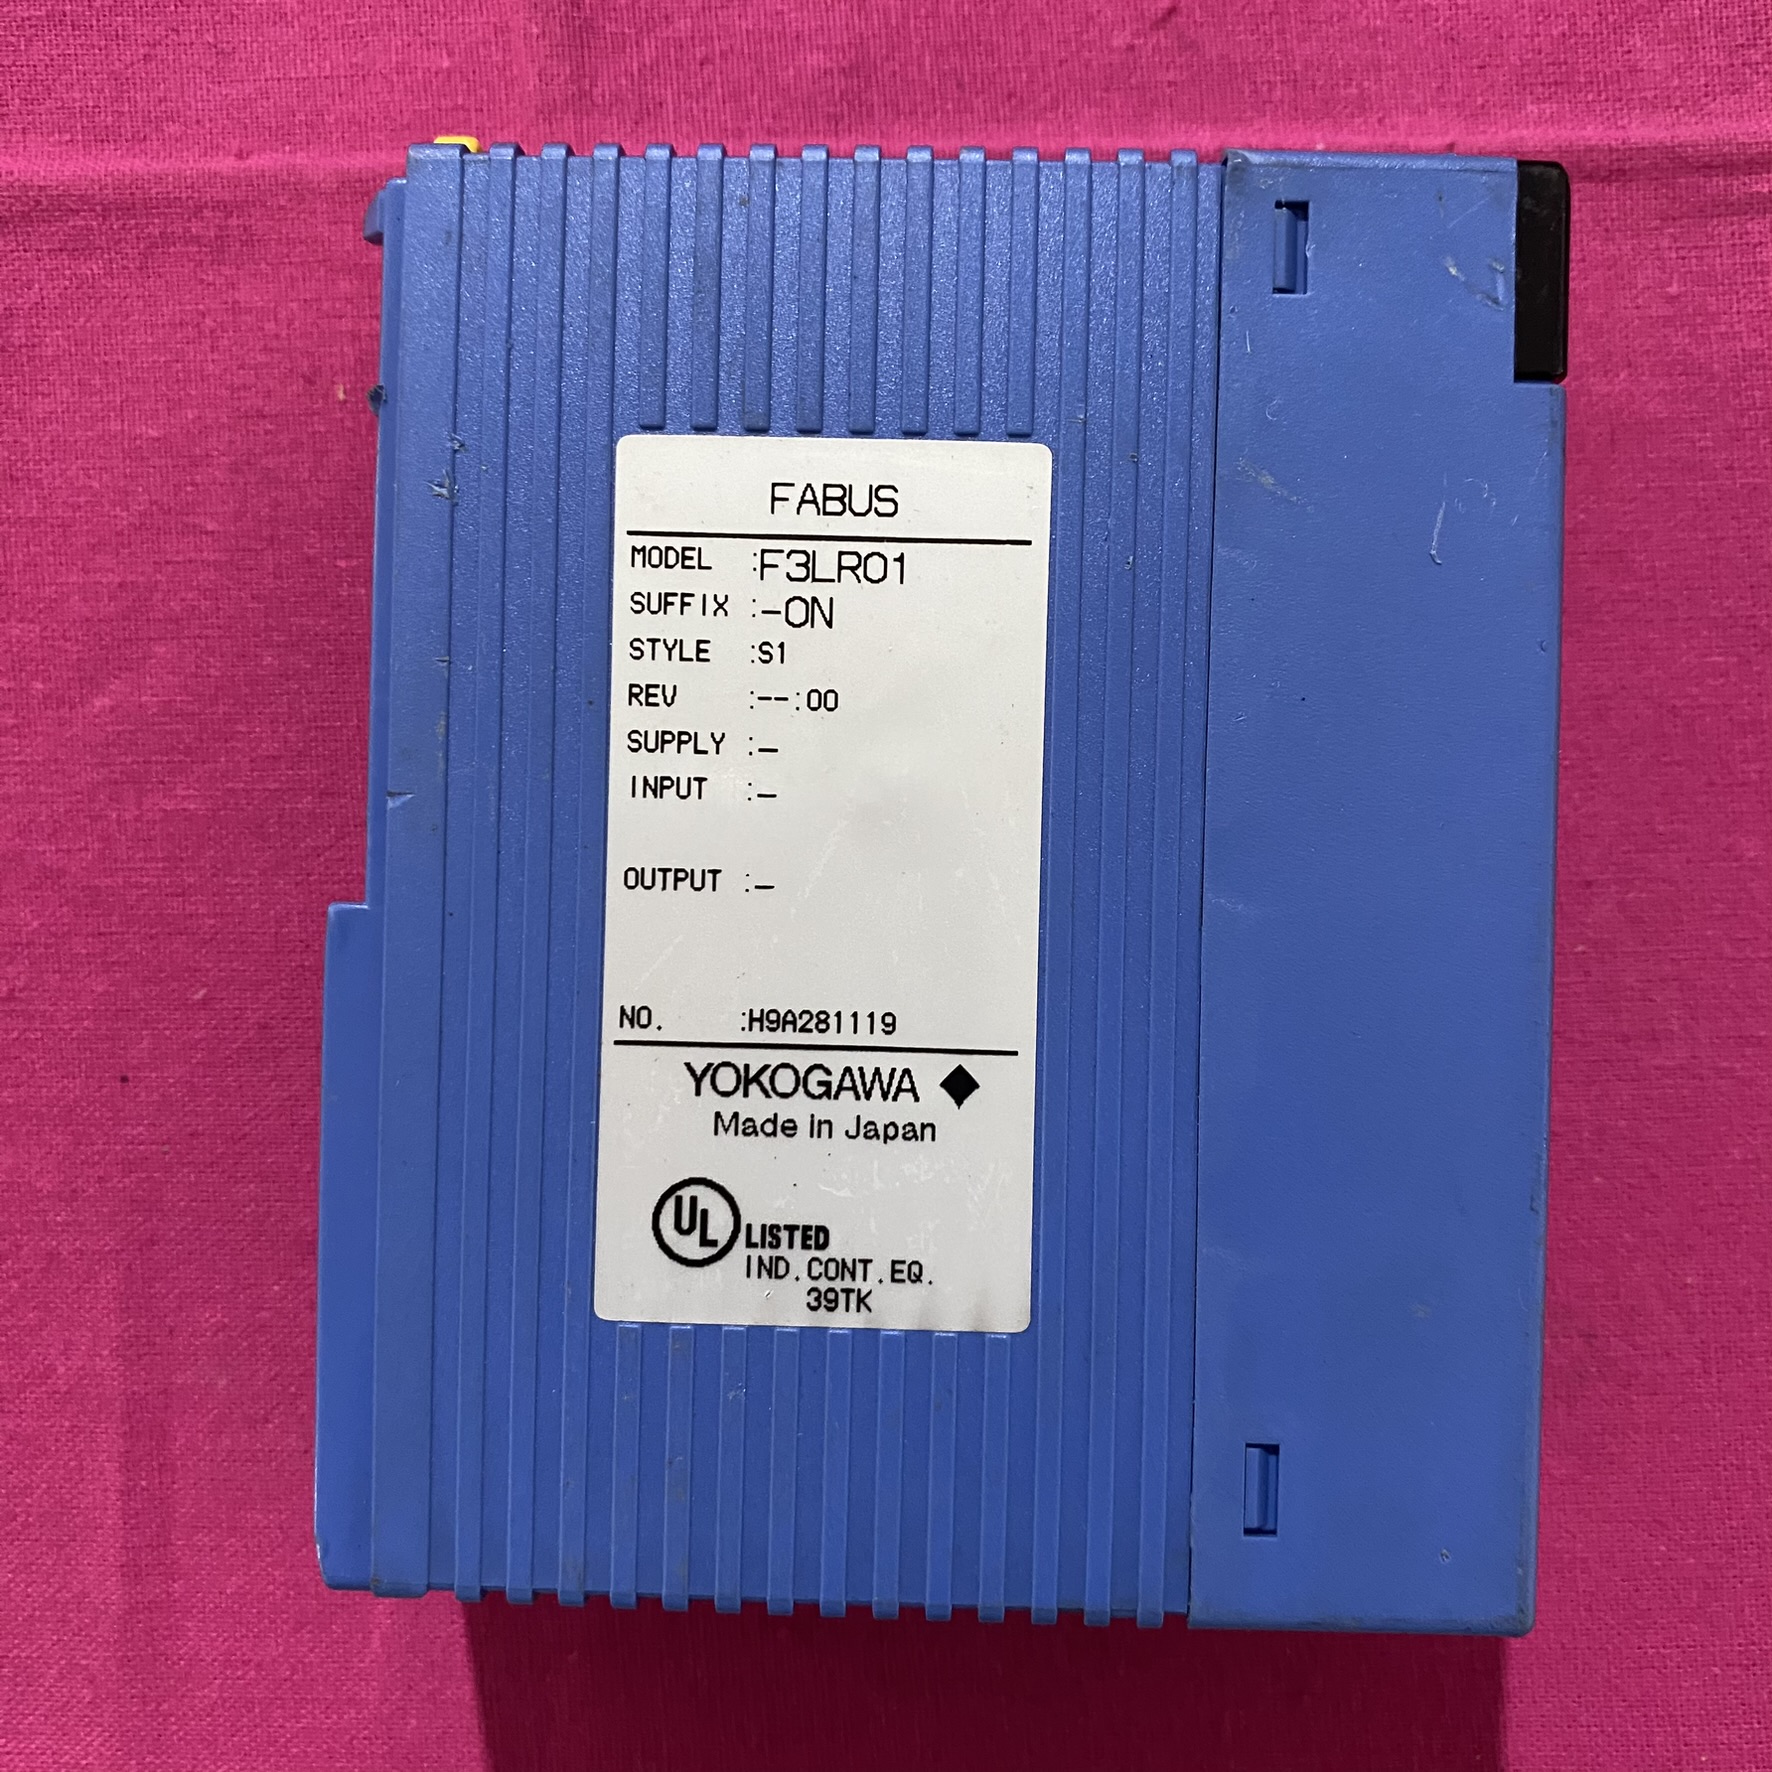 FABUS
MODEL :F3LR01
SUFFIX :-0N
STYLE :S1
REV :--:00
SUPPLY :-
INPUT :-
OUTPUT :-
NO. :H9A281119
YOKOGAWA ◆
Made in Japan
UL LISTED
IND.CONT.EQ.
39TK